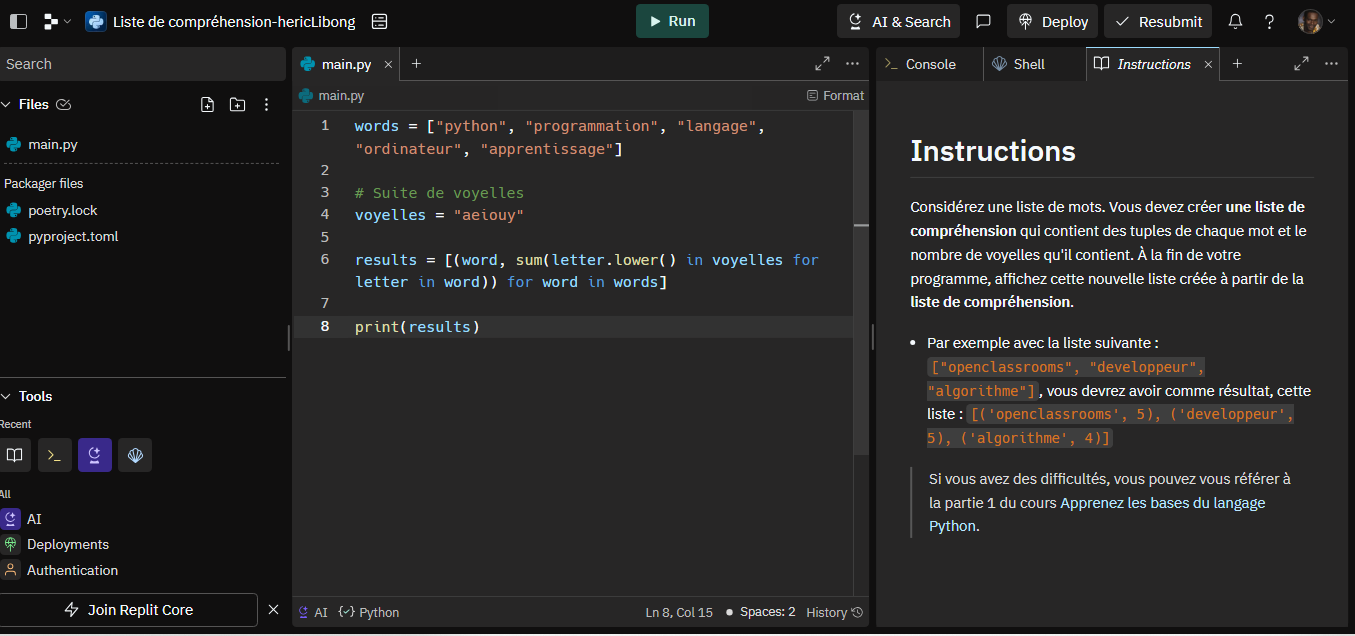 Liste de compréhension-hericLibong
Run
AI & Search
Deploy
Resubmit
Search
Files
main.py
Packager files
poetry.lock
pyproject.toml
Tools
Recent
All
AI
Deployments
Authentication
Join Replit Core
main.py
main.py
Format
1 words = ["python", "programmation", "langage",
"ordinateur", "apprentissage"]
2
3 # Suite de voyelles
4 voyelles = "aeiouy"
5
6 results = [(word, sum(letter.lower() in voyelles for
letter in word)) for word in words]
7
8 print(results)
AI Python Ln 8, Col 15 Spaces: 2 History
Console
Shell
Instructions
Instructions
Considérez une liste de mots. Vous devez créer une liste de
compréhension qui contient des tuples de chaque mot et le
nombre de voyelles qu'il contient. À la fin de votre
programme, affichez cette nouvelle liste créée à partir de la
liste de compréhension.
• Par exemple avec la liste suivante :
["openclassrooms", "developpeur",
"algorithme"], vous devrez avoir comme résultat, cette
liste : [('openclassrooms', 5), ('developpeur',
5), ('algorithme', 4)]
Si vous avez des difficultés, vous pouvez vous référer à
la partie 1 du cours Apprenez les bases du langage
Python.